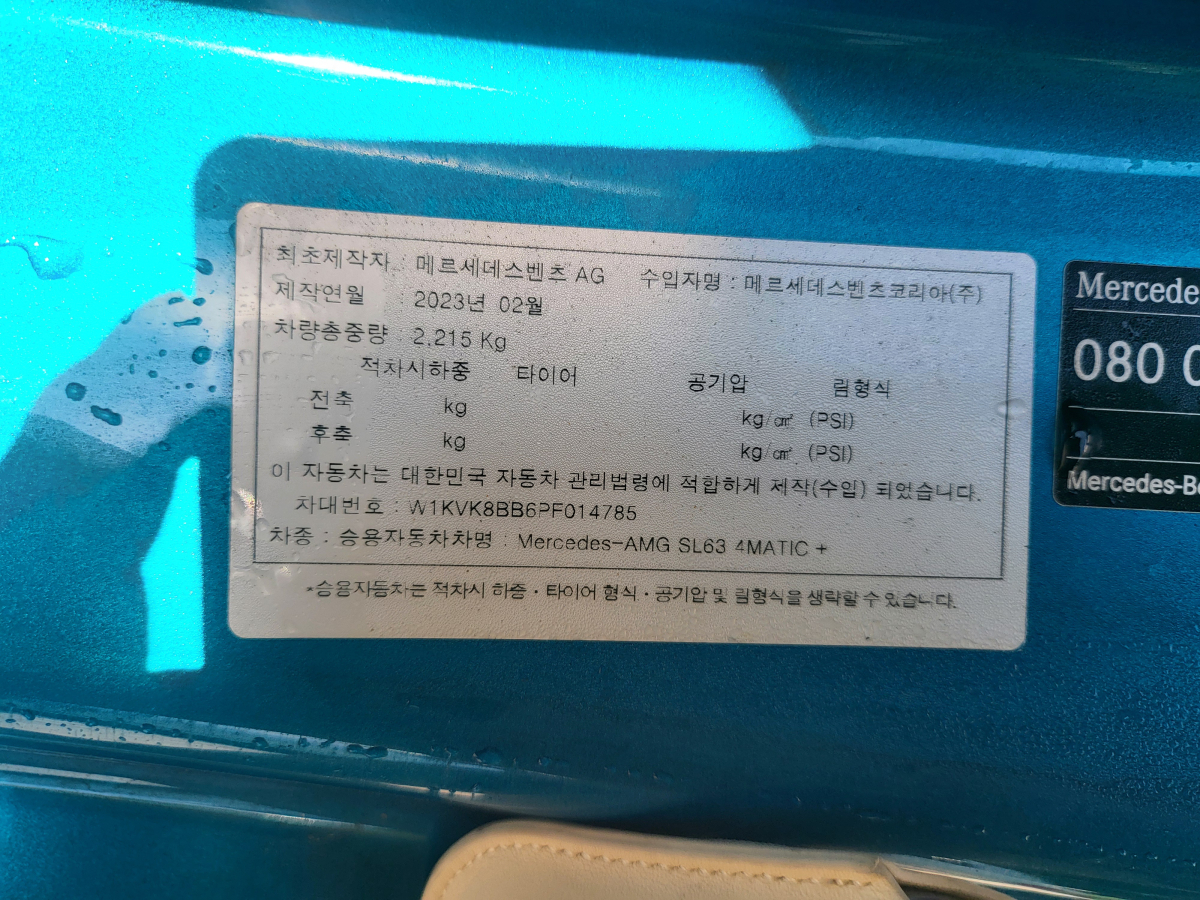 최초제작자 : 메르세데스벤츠 AG 수입자명 : 메르세데스벤츠코리아(주)
제작연월 : 2023년 02월
차량총중량 : 2,215 Kg
적차시하중 타이어 공기압 림형식
전축 kg kg/㎠ (PSI)
후축 kg kg/㎠ (PSI)
이 자동차는 대한민국 자동차 관리법령에 적합하게 제작(수입) 되었습니다.
차대번호 : W1KVK8BB6PF014785
차종 : 승용자동차차명 : Mercedes-AMG SL63 4MATIC +
*승용자동차는 적차시 하중・타이어 형식・공기압 및 림형식을 생략할 수 있습니다.
Mercede
080 0
Mercedes-Be